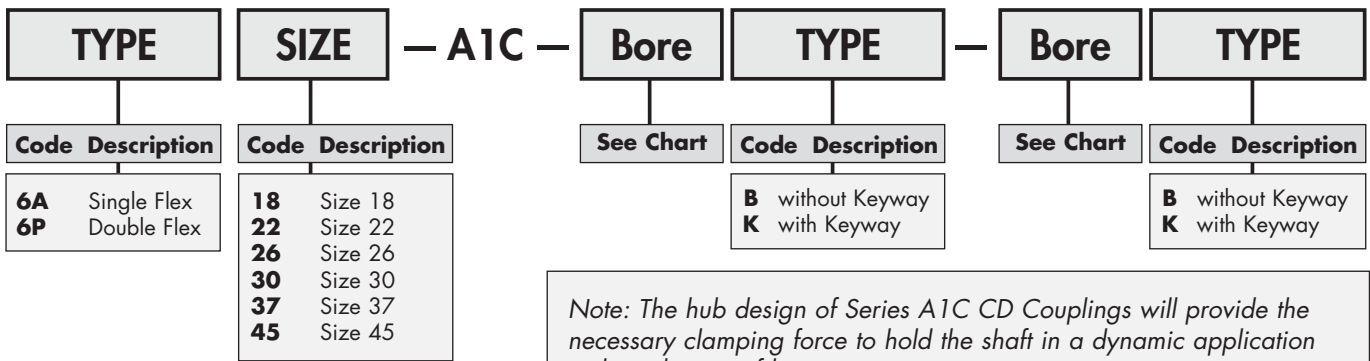 TYPE SIZE — A1C — Bore TYPE — Bore TYPE
Code Description Code Description See Chart Code Description See Chart Code Description
6A Single Flex
6P Double Flex
18 Size 18
22 Size 22
26 Size 26
30 Size 30
37 Size 37
45 Size 45
B without Keyway
K with Keyway
B without Keyway
K with Keyway
Note: The hub design of Series A1C CD Couplings will provide the
necessary clamping force to hold the shaft in a dynamic application